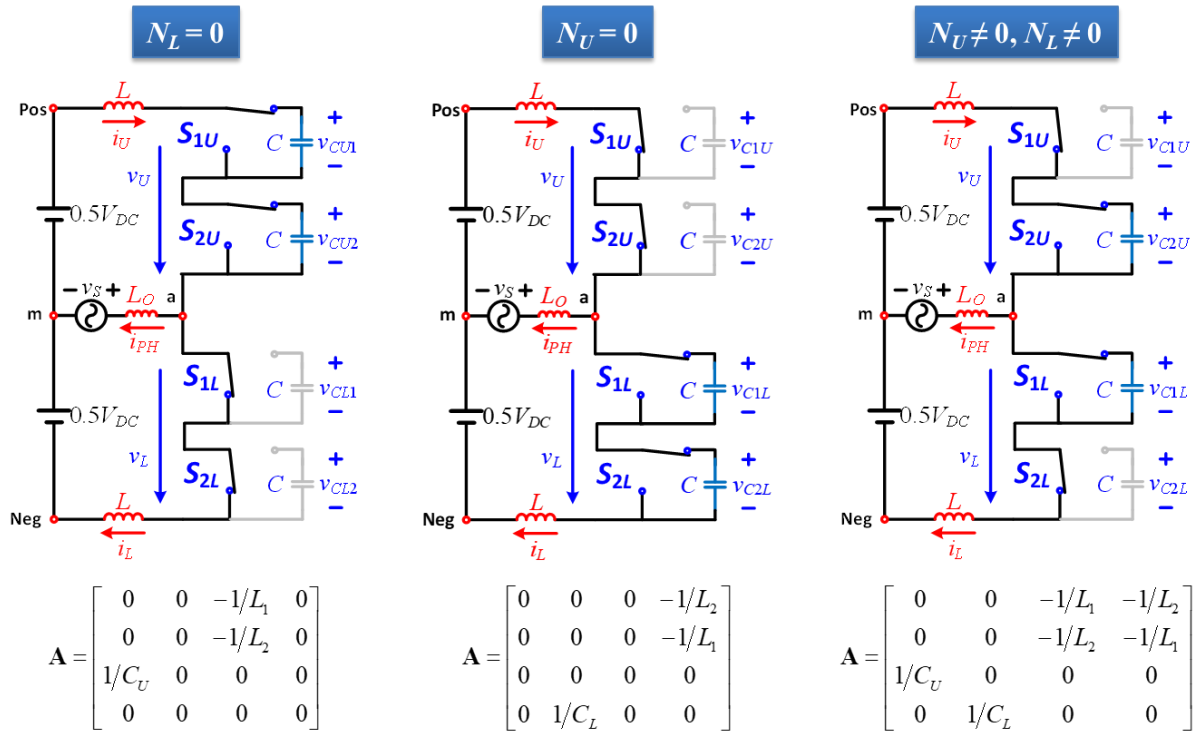 N_L = 0
Pos
L
i_U
S_1U
C
+
v_CU1
−
v_U
0.5V_DC
S_2U
C
+
v_CU2
−
− v_S +
L_O
a
m
i_PH
S_1L
C
+
v_CL1
−
0.5V_DC
v_L
S_2L
C
+
v_CL2
−
L
Neg
i_L
A = [ 0 0 −1/L_1 0
0 0 −1/L_2 0
1/C_U 0 0 0
0 0 0 0 ]
N_U = 0
Pos
L
i_U
S_1U
C
+
v_C1U
−
v_U
0.5V_DC
S_2U
C
+
v_C2U
−
− v_S +
L_O
a
m
i_PH
S_1L
C
+
v_C1L
−
0.5V_DC
v_L
S_2L
C
+
v_C2L
−
L
Neg
i_L
A = [ 0 0 0 −1/L_2
0 0 0 −1/L_1
0 0 0 0
0 1/C_L 0 0 ]
N_U ≠ 0, N_L ≠ 0
Pos
L
i_U
S_1U
C
+
v_C1U
−
v_U
0.5V_DC
S_2U
C
+
v_C2U
−
− v_S +
L_O
a
m
i_PH
S_1L
C
+
v_C1L
−
0.5V_DC
v_L
S_2L
C
+
v_C2L
−
L
Neg
i_L
A = [ 0 0 −1/L_1 −1/L_2
0 0 −1/L_2 −1/L_1
1/C_U 0 0 0
0 1/C_L 0 0 ]